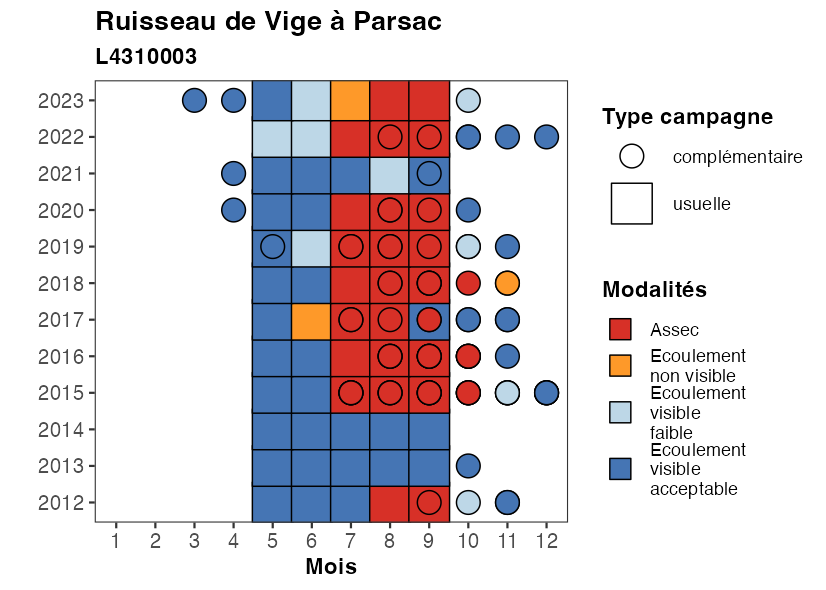 Ruisseau de Vige à Parsac
L4310003
2023
2022
2021
2020
2019
2018
2017
2016
2015
2014
2013
2012
1 2 3 4 5 6 7 8 9 10 11 12
Mois
Type campagne
complémentaire
usuelle
Modalités
Assec
Ecoulement
non visible
Ecoulement
visible
faible
Ecoulement
visible
acceptable